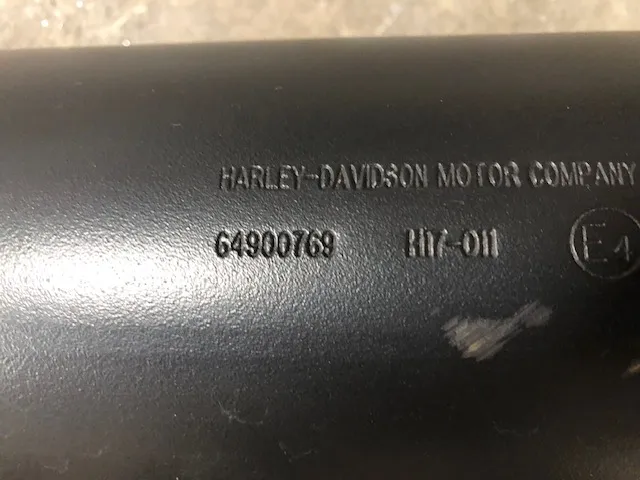 HARLEY-DAVIDSON MOTOR COMPANY
64900769 H17-011 E4